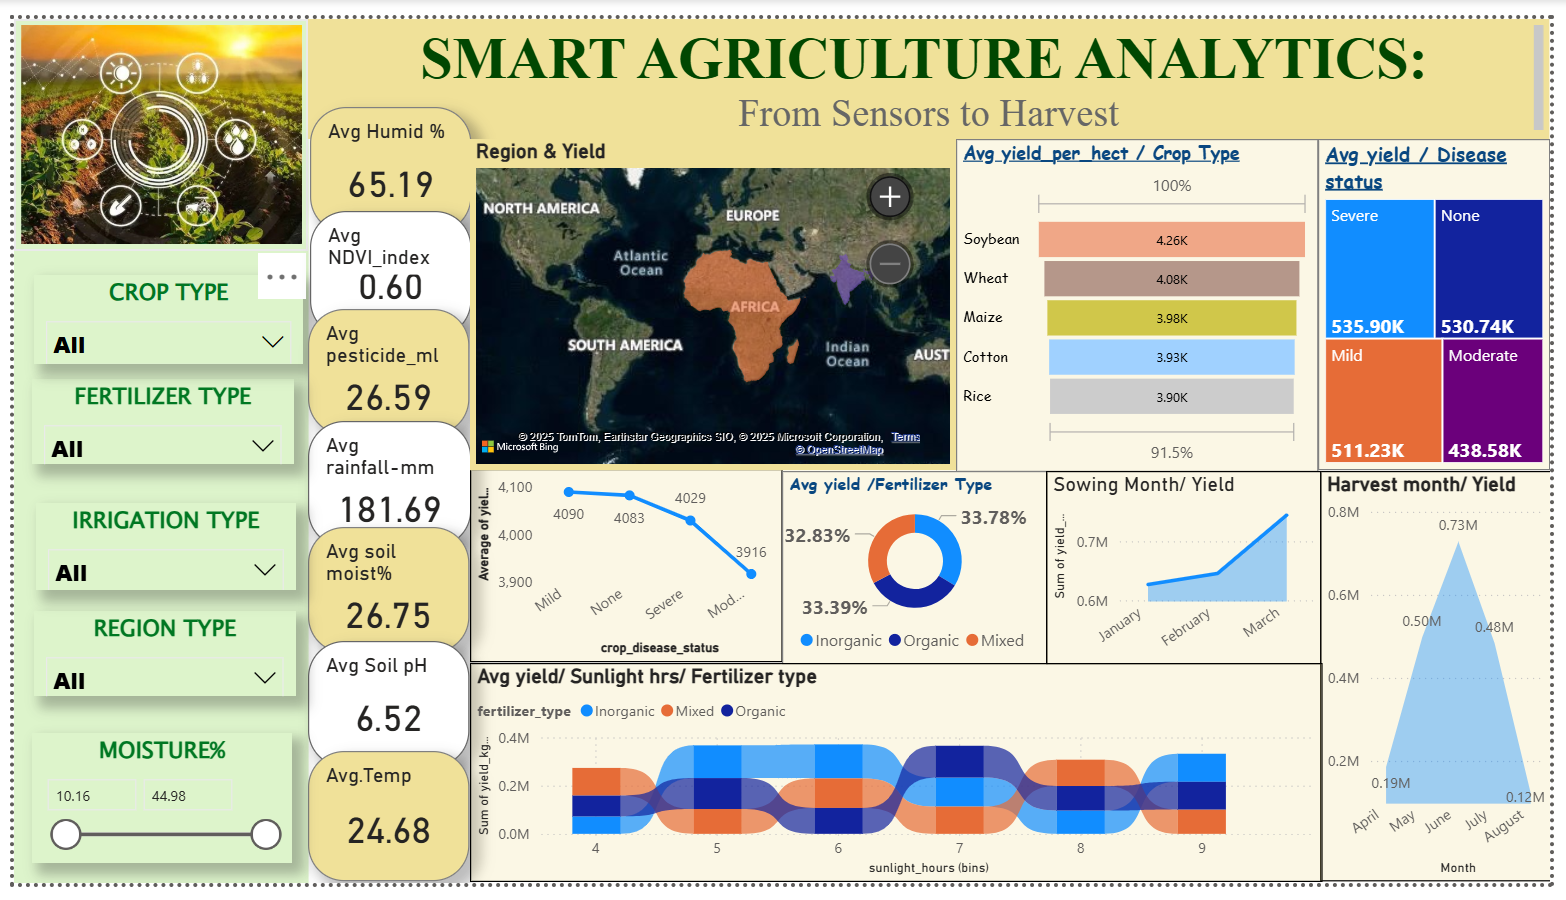 SMART AGRICULTURE ANALYTICS:
From Sensors to Harvest
CROP TYPE
All
FERTILIZER TYPE
All
IRRIGATION TYPE
All
REGION TYPE
All
MOISTURE%
10.16 44.98
Avg Humid %
65.19
Avg
NDVI_index
0.60
Avg
pesticide_ml
26.59
Avg
rainfall-mm
181.69
Avg soil
moist%
26.75
Avg Soil pH
6.52
Avg.Temp
24.68
Region & Yield
NORTH AMERICA
EUROPE
Atlantic
Ocean
AFRICA
SOUTH AMERICA
Indian
Ocean
AUST
© 2025 TomTom, Earthstar Geographics SIO, © 2025 Microsoft Corporation, Terms
Microsoft Bing
© OpenStreetMap
Avg yield_per_hect / Crop Type
100%
Soybean 4.26K
Wheat 4.08K
Maize 3.98K
Cotton 3.93K
Rice 3.90K
91.5%
Avg yield / Disease
status
Severe
535.90K
None
530.74K
Mild
511.23K
Moderate
438.58K
Average of yiel...
4,100
4,000
3,900
4090
4083
4029
3916
Mild
None
Severe
Mod...
crop_disease_status
Avg yield /Fertilizer Type
33.78%
32.83%
33.39%
Inorganic Organic Mixed
Sowing Month/ Yield
Sum of yield_...
0.7M
0.6M
January
February
March
Harvest month/ Yield
0.8M
0.6M
0.4M
0.2M
0.73M
0.50M
0.48M
0.19M
0.12M
April
May
June
July
August
Month
Avg yield/ Sunlight hrs/ Fertilizer type
fertilizer_type Inorganic Mixed Organic
Sum of yield_kg...
0.4M
0.2M
0.0M
4 5 6 7 8 9
sunlight_hours (bins)